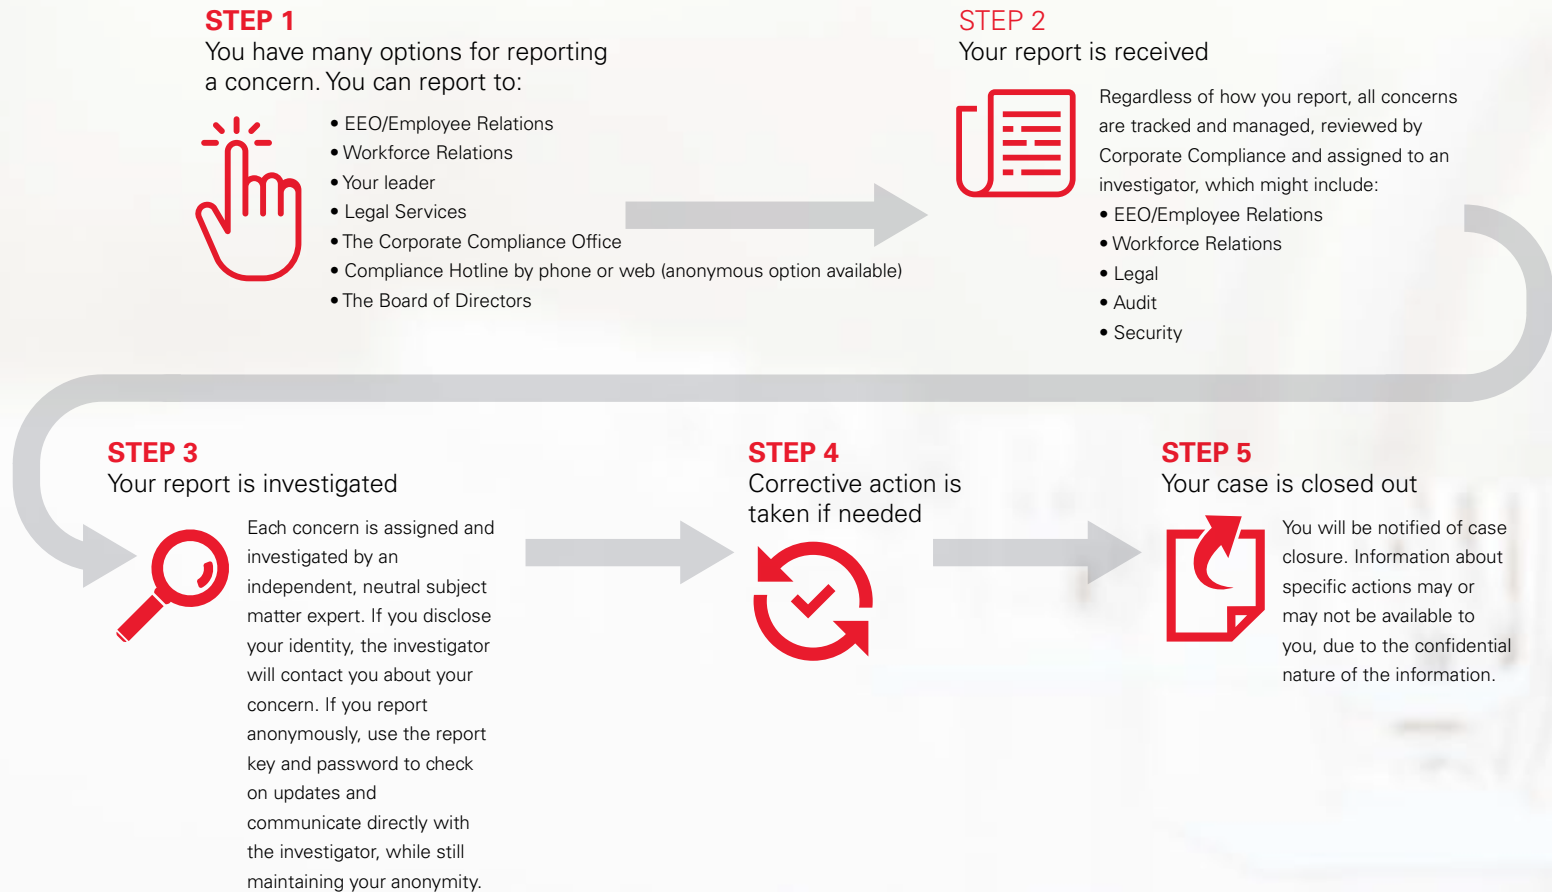 STEP 1
You have many options for reporting
a concern. You can report to:
• EEO/Employee Relations
• Workforce Relations
• Your leader
• Legal Services
• The Corporate Compliance Office
• Compliance Hotline by phone or web (anonymous option available)
• The Board of Directors
STEP 2
Your report is received
Regardless of how you report, all concerns
are tracked and managed, reviewed by
Corporate Compliance and assigned to an
investigator, which might include:
• EEO/Employee Relations
• Workforce Relations
• Legal
• Audit
• Security
STEP 3
Your report is investigated
Each concern is assigned and
investigated by an
independent, neutral subject
matter expert. If you disclose
your identity, the investigator
will contact you about your
concern. If you report
anonymously, use the report
key and password to check
on updates and
communicate directly with
the investigator, while still
maintaining your anonymity.
STEP 4
Corrective action is
taken if needed
STEP 5
Your case is closed out
You will be notified of case
closure. Information about
specific actions may or
may not be available to
you, due to the confidential
nature of the information.